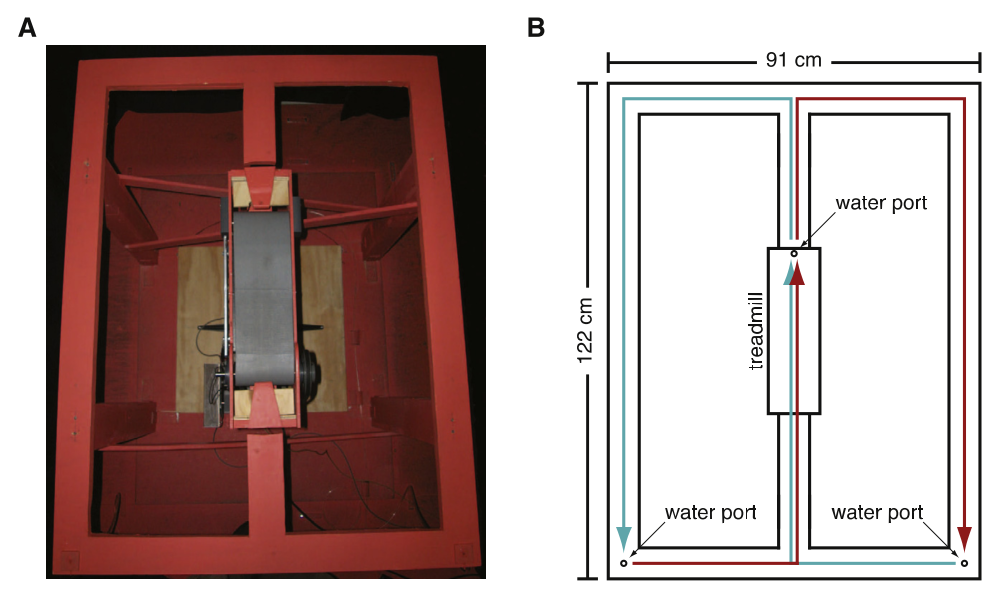 A
B
91 cm
122 cm
water port
treadmill
water port
water port